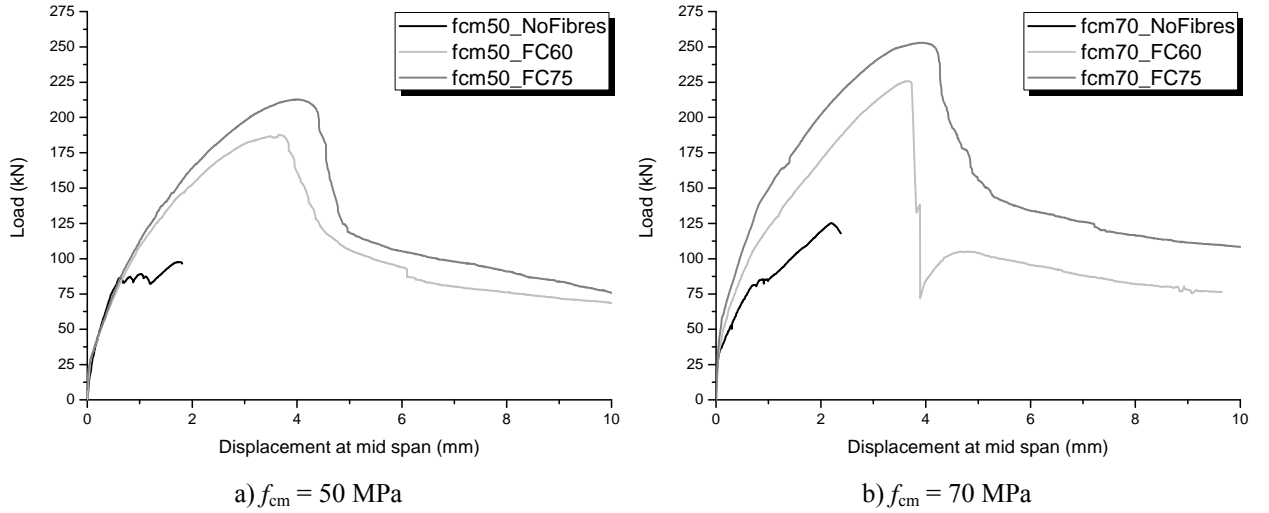 275
250
225
200
175
150
125
100
75
50
25
0
Load (kN)
fcm50_NoFibres
fcm50_FC60
fcm50_FC75
0 2 4 6 8 10
Displacement at mid span (mm)
a) fcm = 50 MPa
275
250
225
200
175
150
125
100
75
50
25
0
Load (kN)
fcm70_NoFibres
fcm70_FC60
fcm70_FC75
0 2 4 6 8 10
Displacement at mid span (mm)
b) fcm = 70 MPa